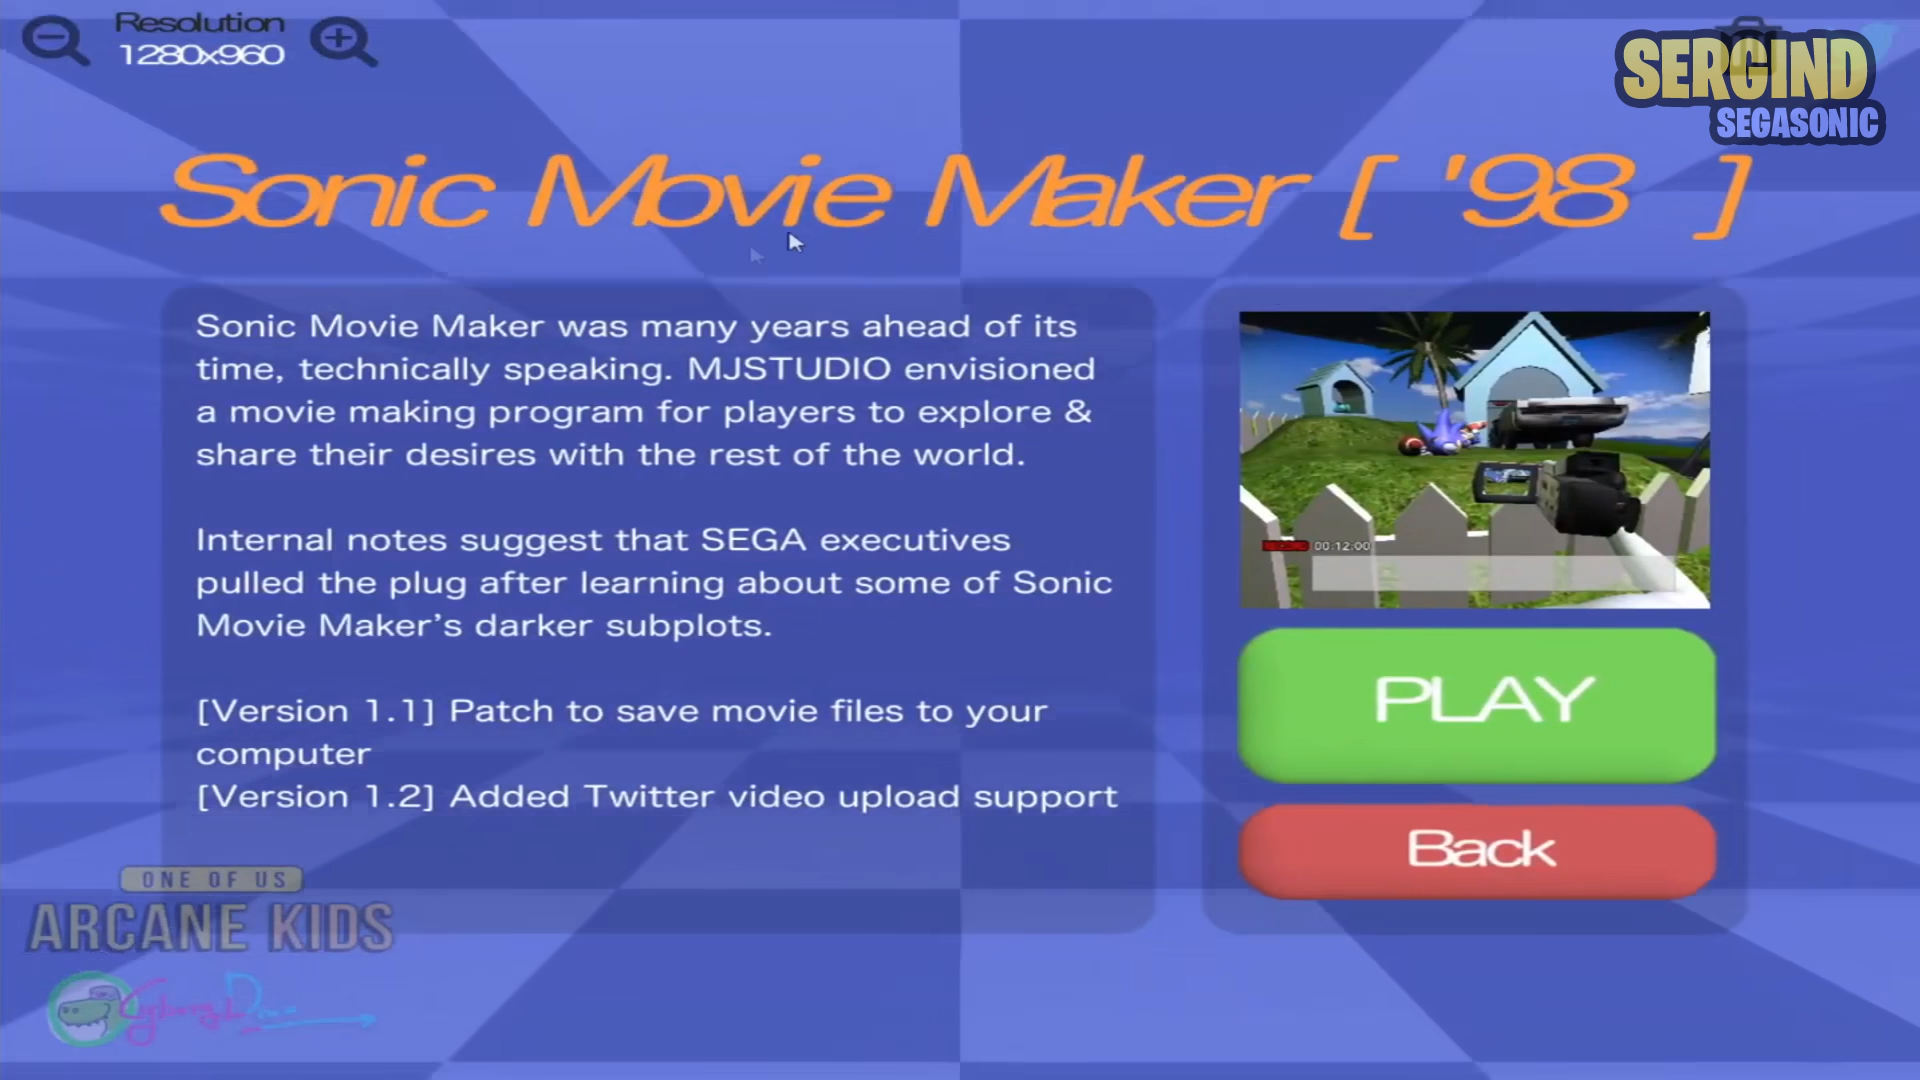 Resolution
1280x960
SERGIND
SEGASONIC
Sonic Movie Maker [ '98 ]
Sonic Movie Maker was many years ahead of its
time, technically speaking. MJSTUDIO envisioned
a movie making program for players to explore &
share their desires with the rest of the world.
Internal notes suggest that SEGA executives
pulled the plug after learning about some of Sonic
Movie Maker’s darker subplots.
[Version 1.1] Patch to save movie files to your
computer
[Version 1.2] Added Twitter video upload support
00:12:00
PLAY
Back
ONE OF US
ARCANE KIDS